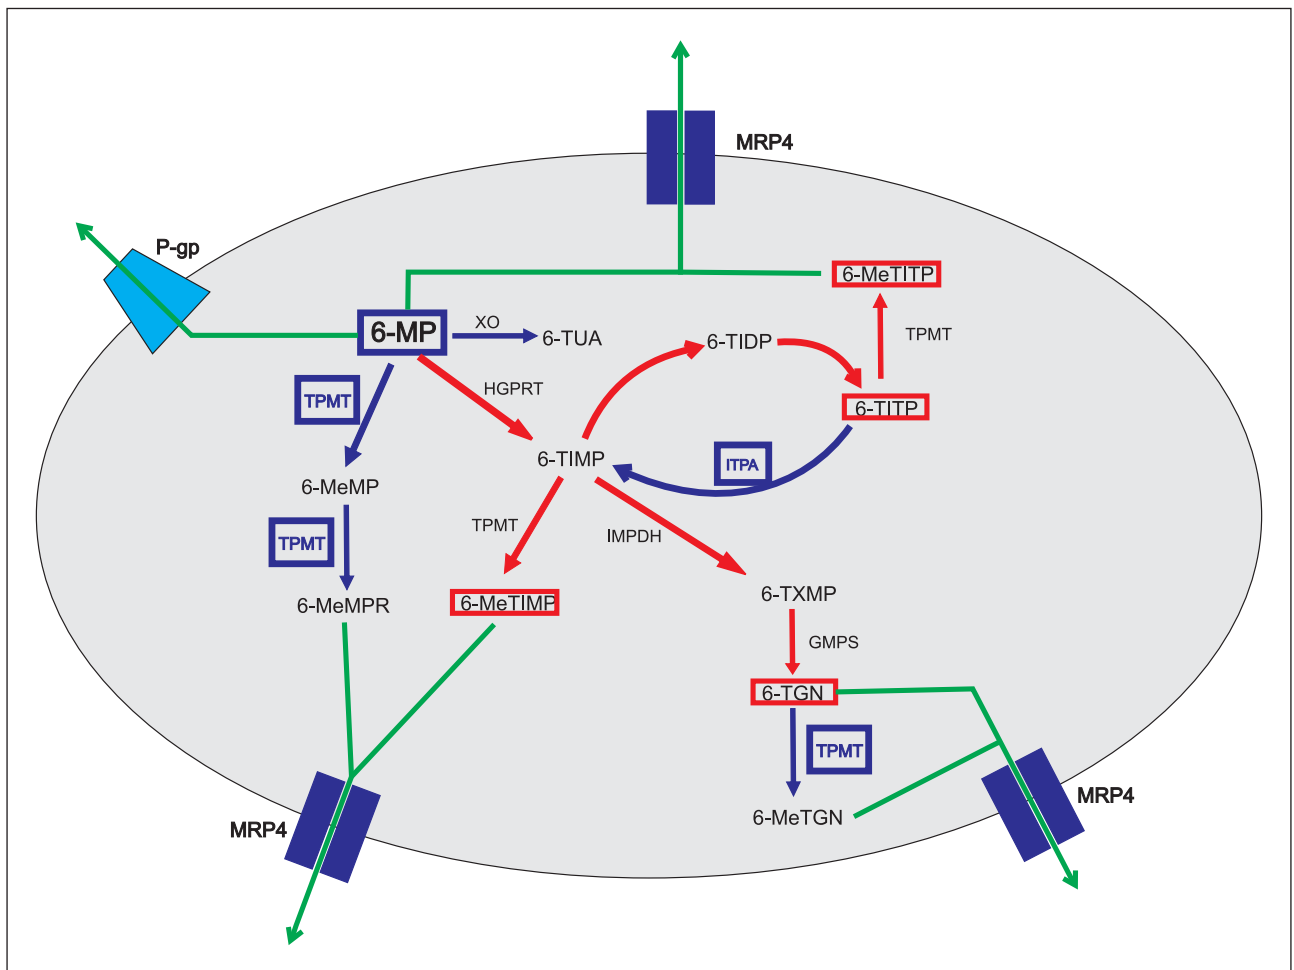 MRP4
P-gp
6-MeTITP
XO
6-MP
6-TUA
6-TIDP
TPMT
HGPRT
TPMT
6-TITP
6-TIMP
ITPA
6-MeMP
TPMT
IMPDH
TPMT
6-TXMP
6-MeMPR
6-MeTIMP
GMPS
6-TGN
TPMT
MRP4
6-MeTGN
MRP4